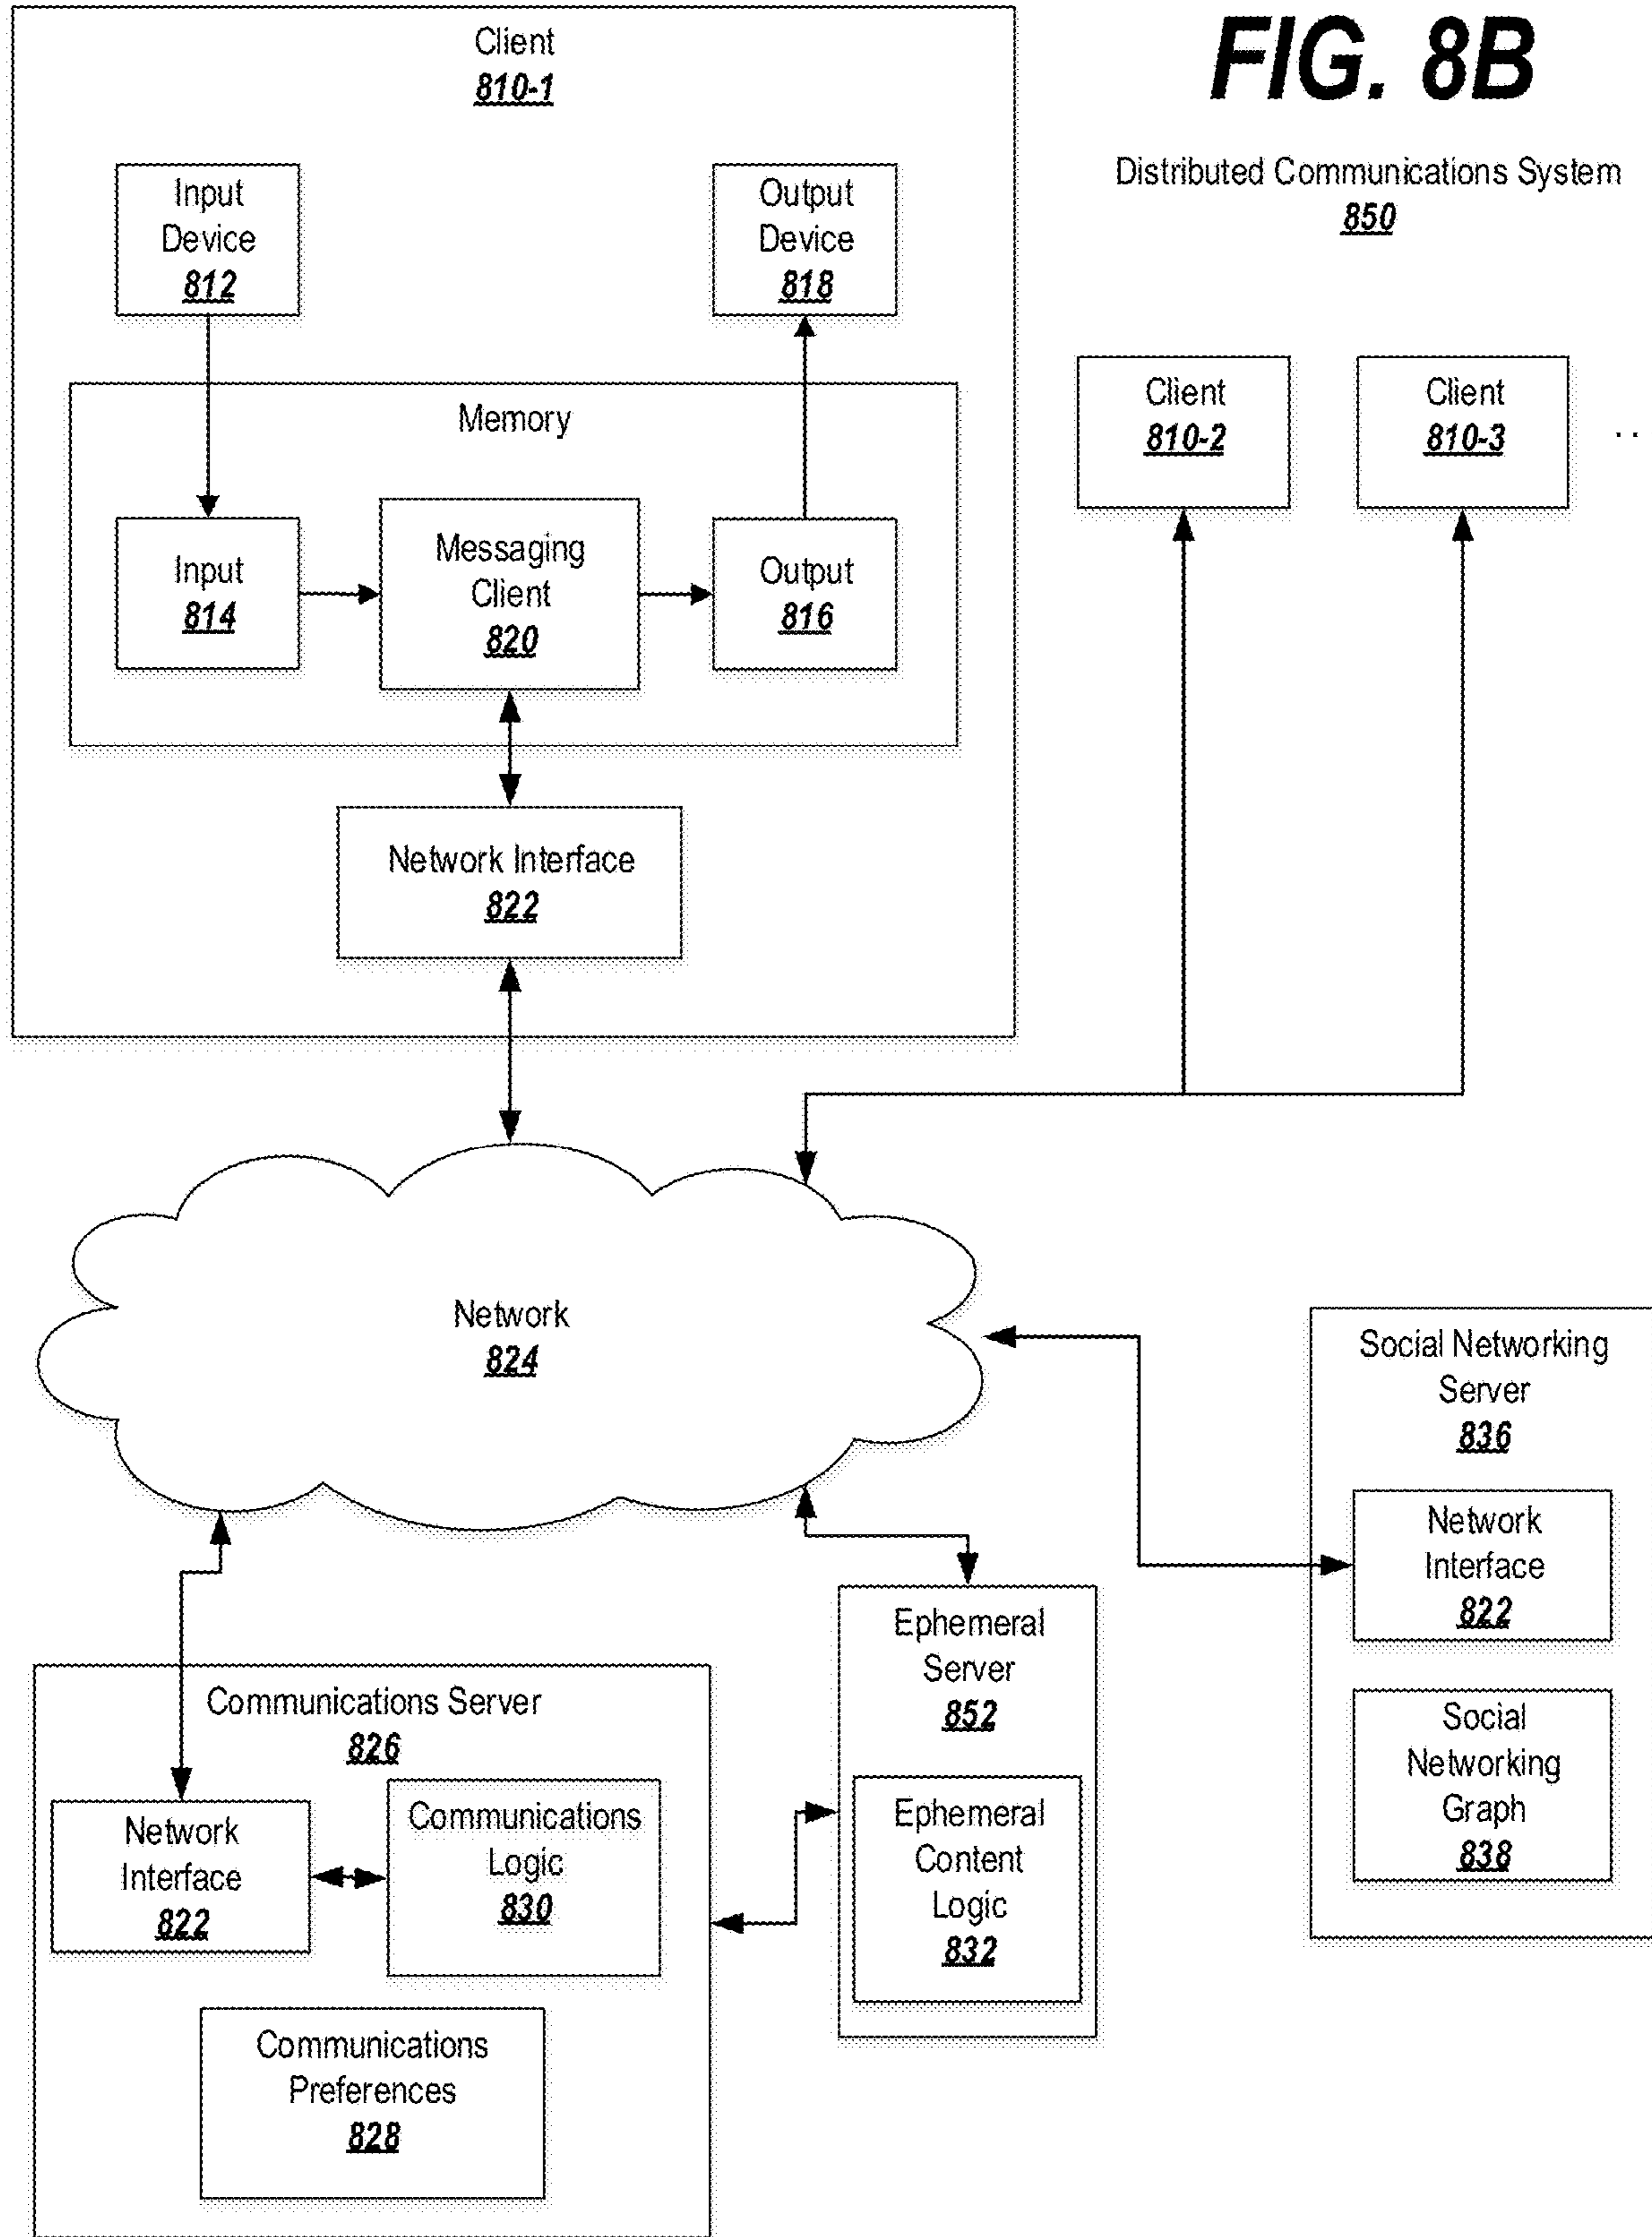 FIG. 8B
Distributed Communications System
850
Client
810-1
Input
Device
812
Output
Device
818
Memory
Input
814
Messaging
Client
820
Output
816
Network Interface
822
Client
810-2
Client
810-3
. .
Network
824
Social Networking
Server
836
Network
Interface
822
Social
Networking
Graph
838
Ephemeral
Server
852
Ephemeral
Content
Logic
832
Communications Server
826
Network
Interface
822
Communications
Logic
830
Communications
Preferences
828